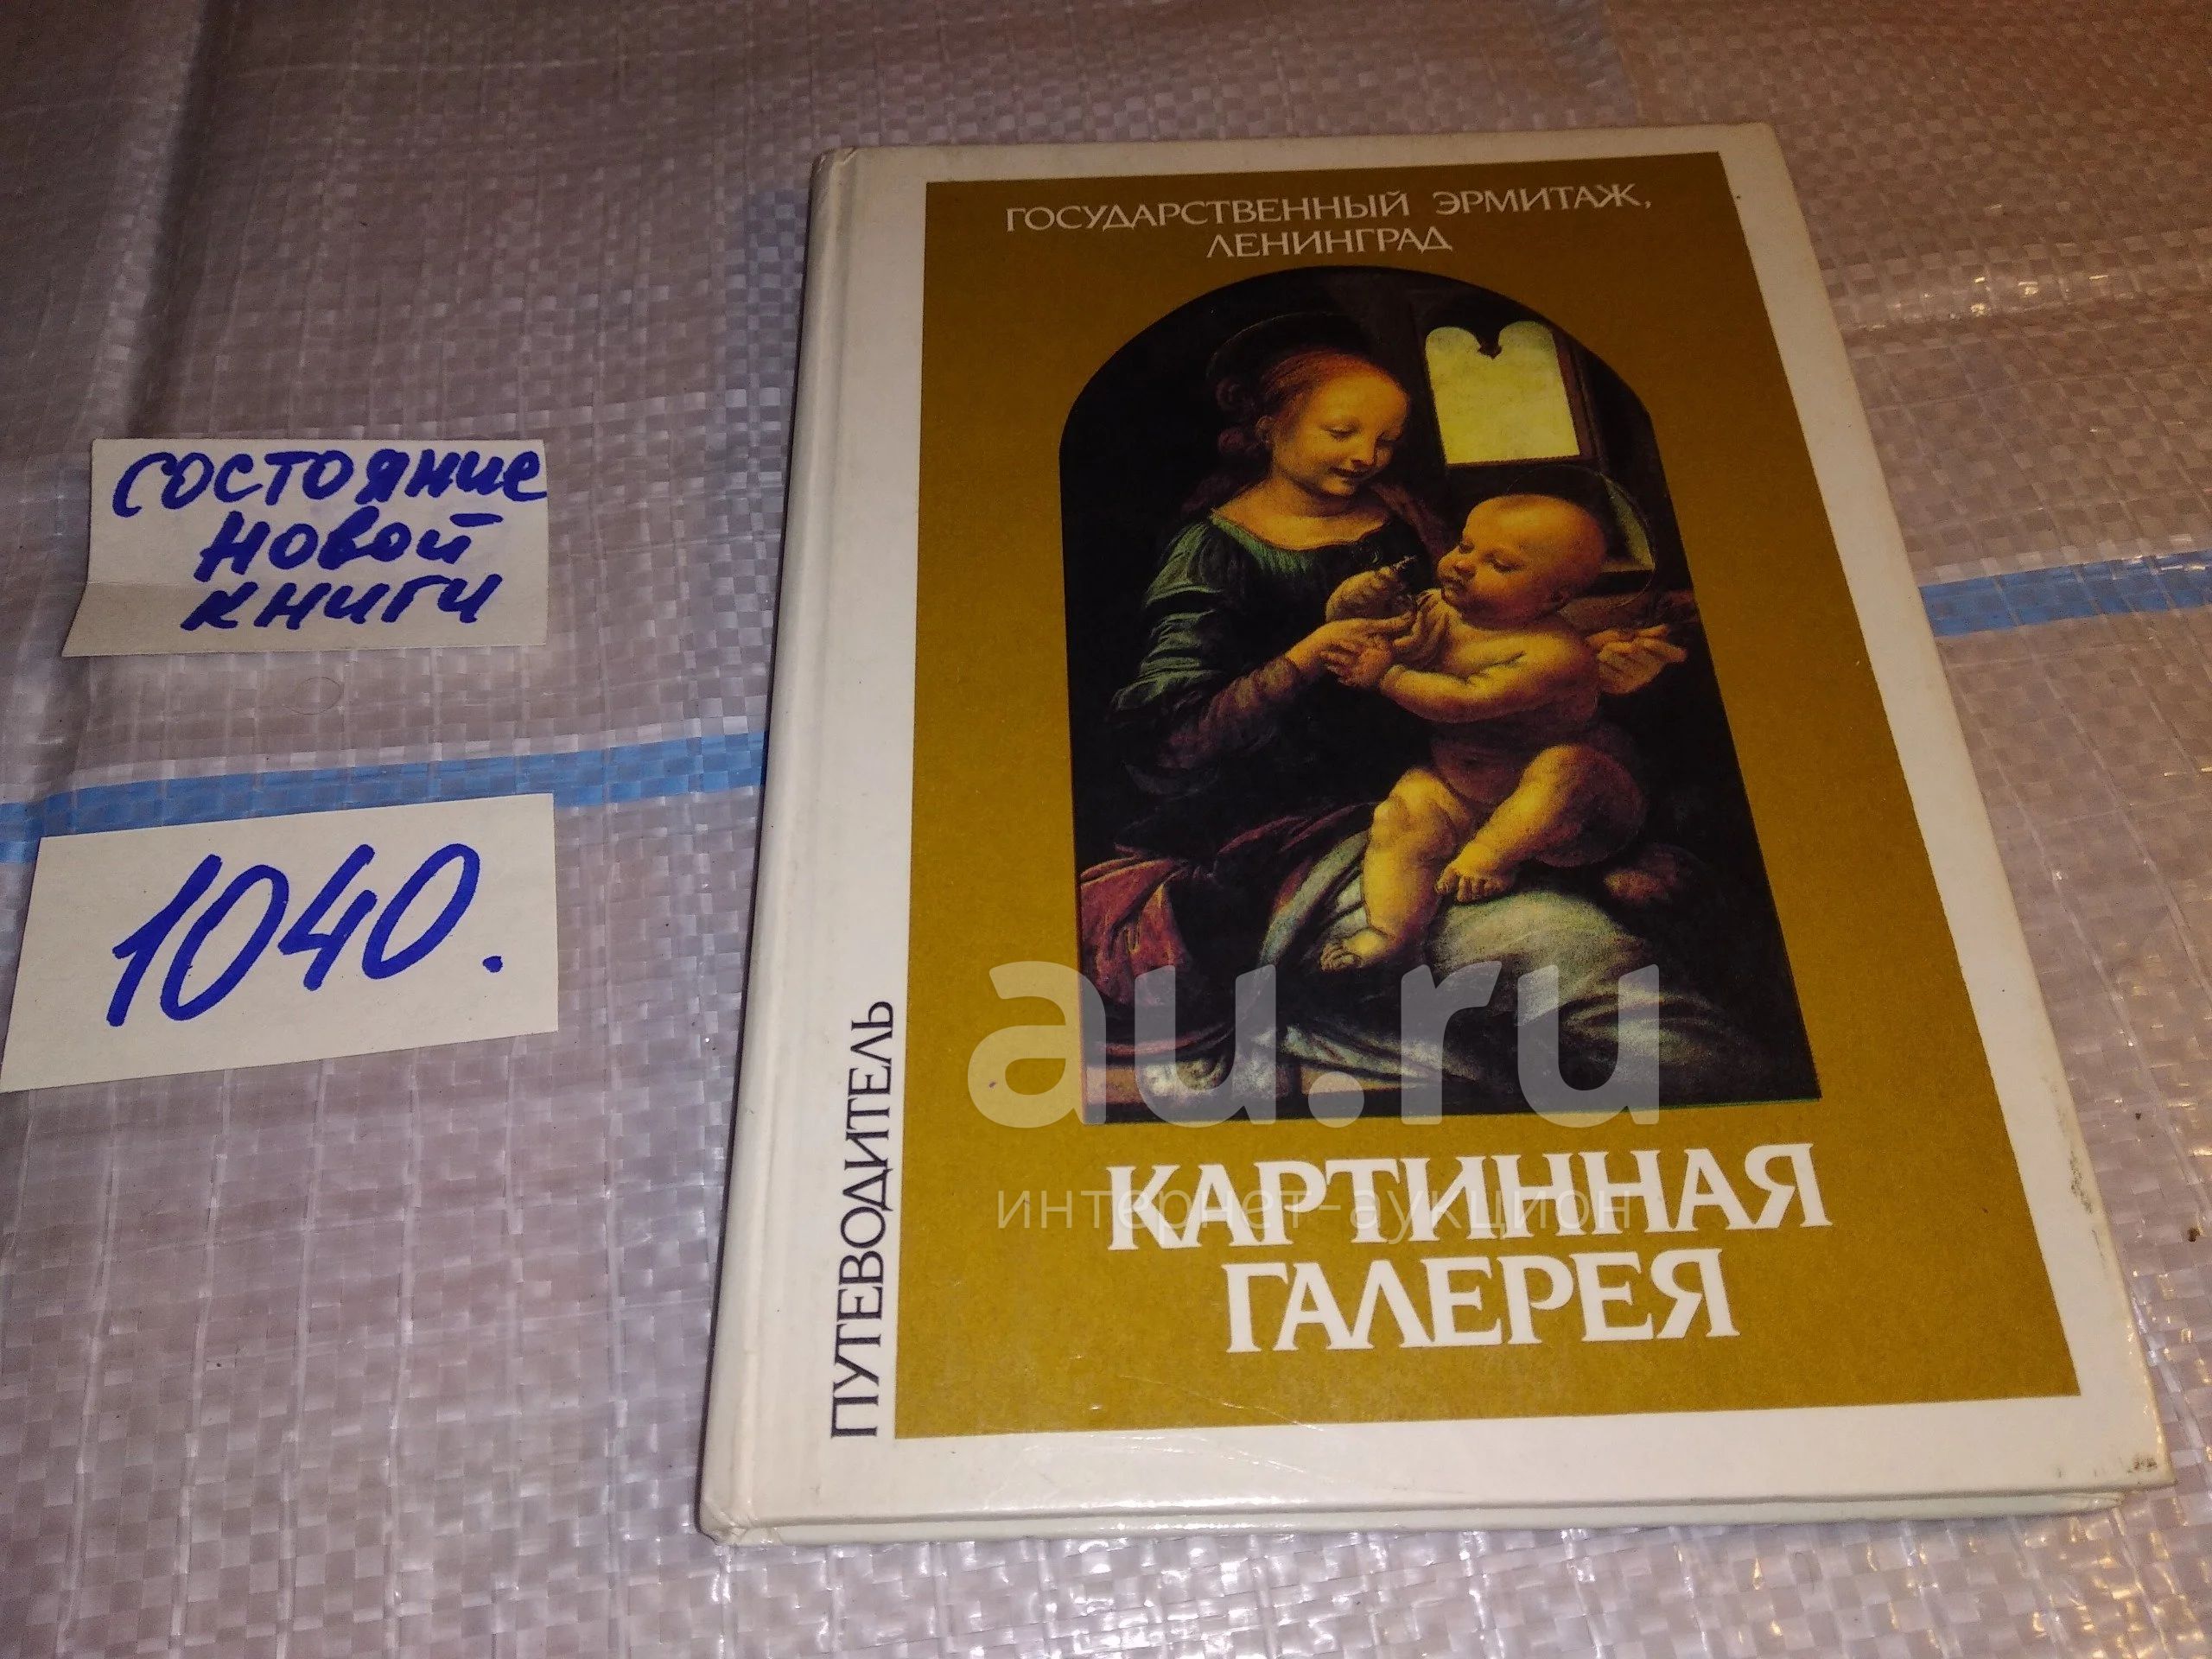 состояние
новой
книги
1040.
ГОСУДАРСТВЕННЫЙ ЭРМИТАЖ,
ЛЕНИНГРАД
ПУТЕВОДИТЕЛЬ
au.ru
интернет-аукцион
КАРТИННАЯ
ГАЛЕРЕЯ